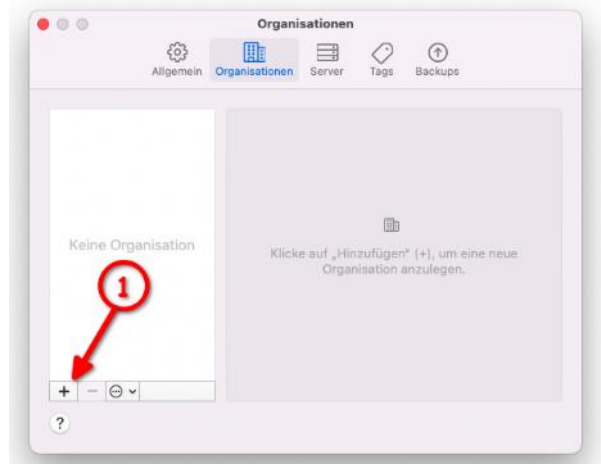 Organisationen
Allgemein Organisationen Server Tags Backups
Keine Organisation
Klicke auf „Hinzufügen“ (+), um eine neue
Organisation anzulegen.
1
?